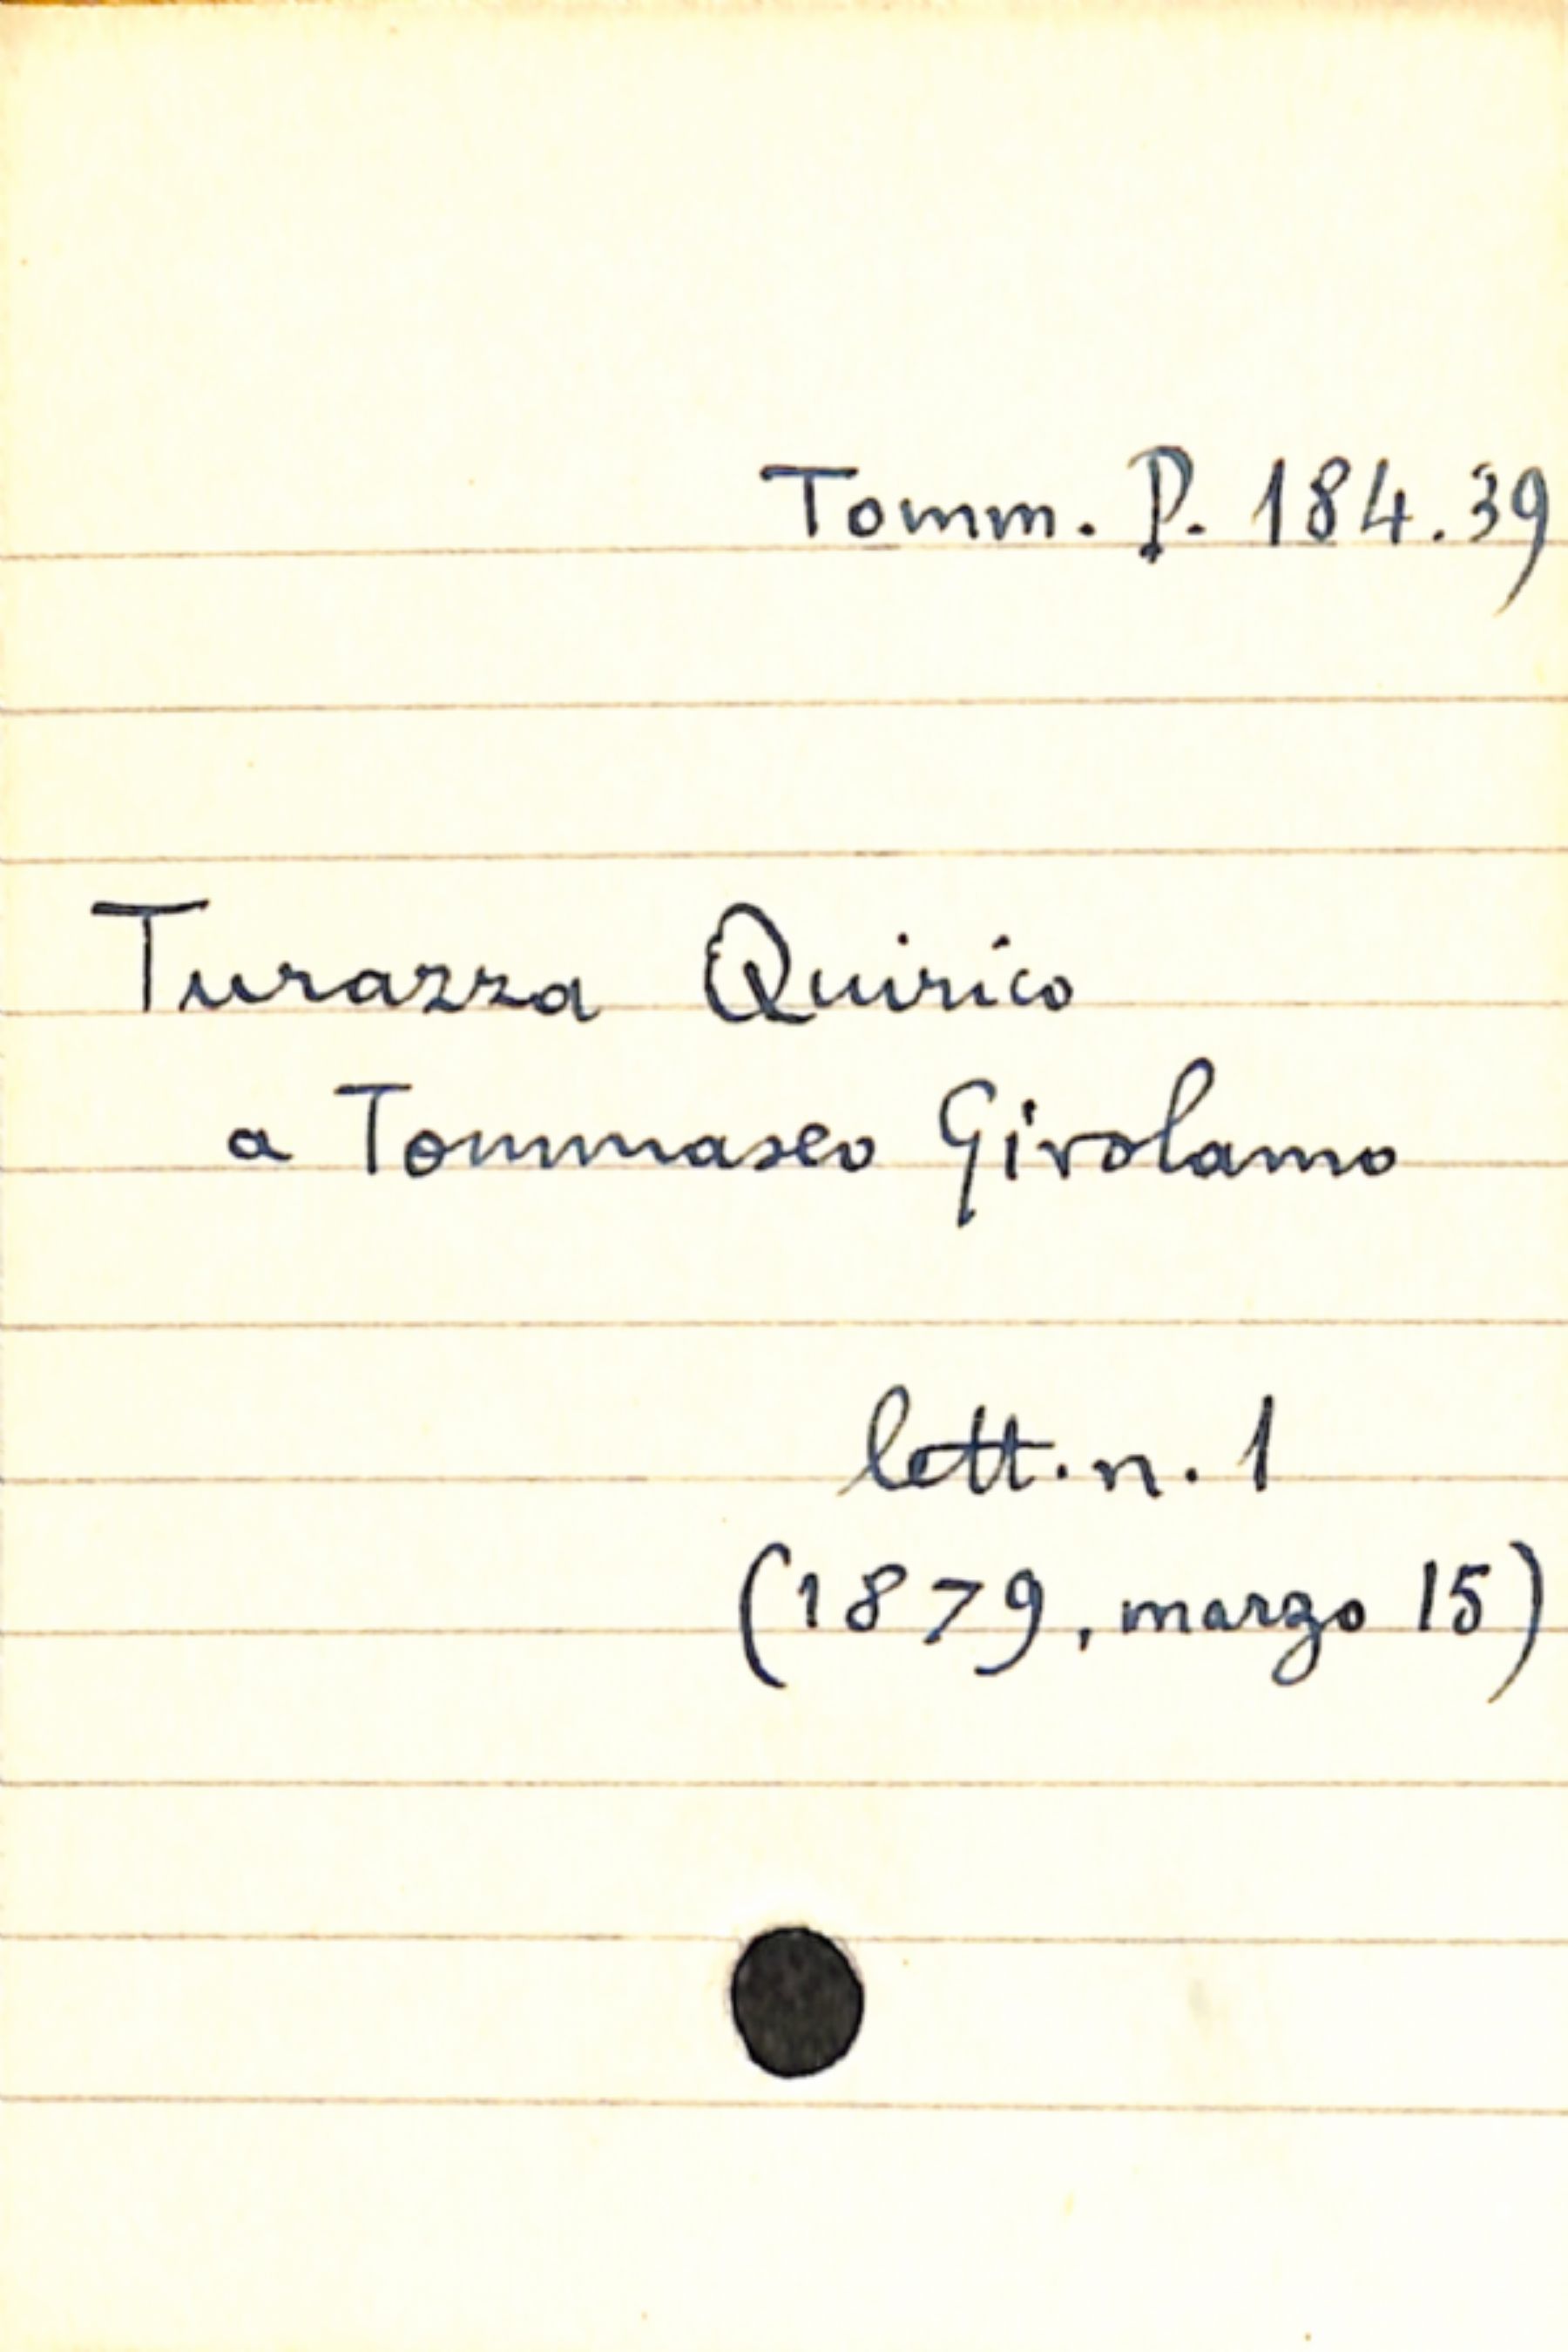 Tomm. P. 184.39
Turazza Quirico
a Tommaseo Girolamo
lett. n. 1
(1879, marzo 15)